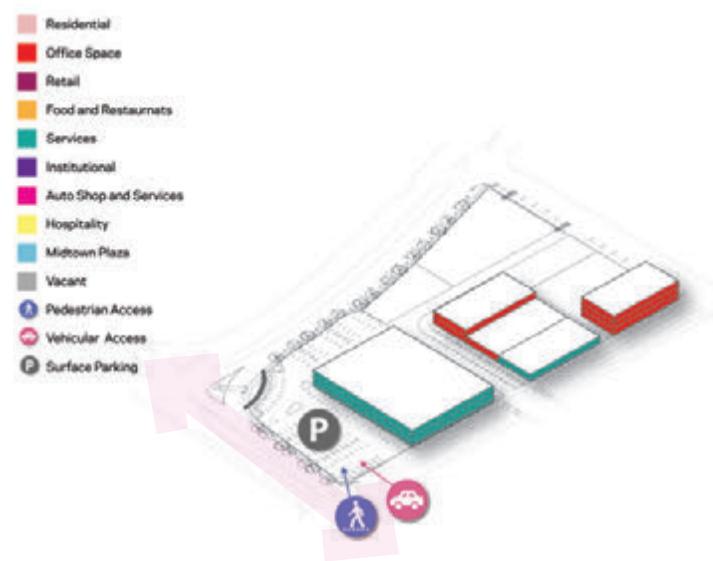 Residential
Office Space
Retail
Food and Restaurnats
Services
Institutional
Auto Shop and Services
Hospitality
Midtown Plaza
Vacant
Pedestrian Access
Vehicular Access
P Surface Parking
P